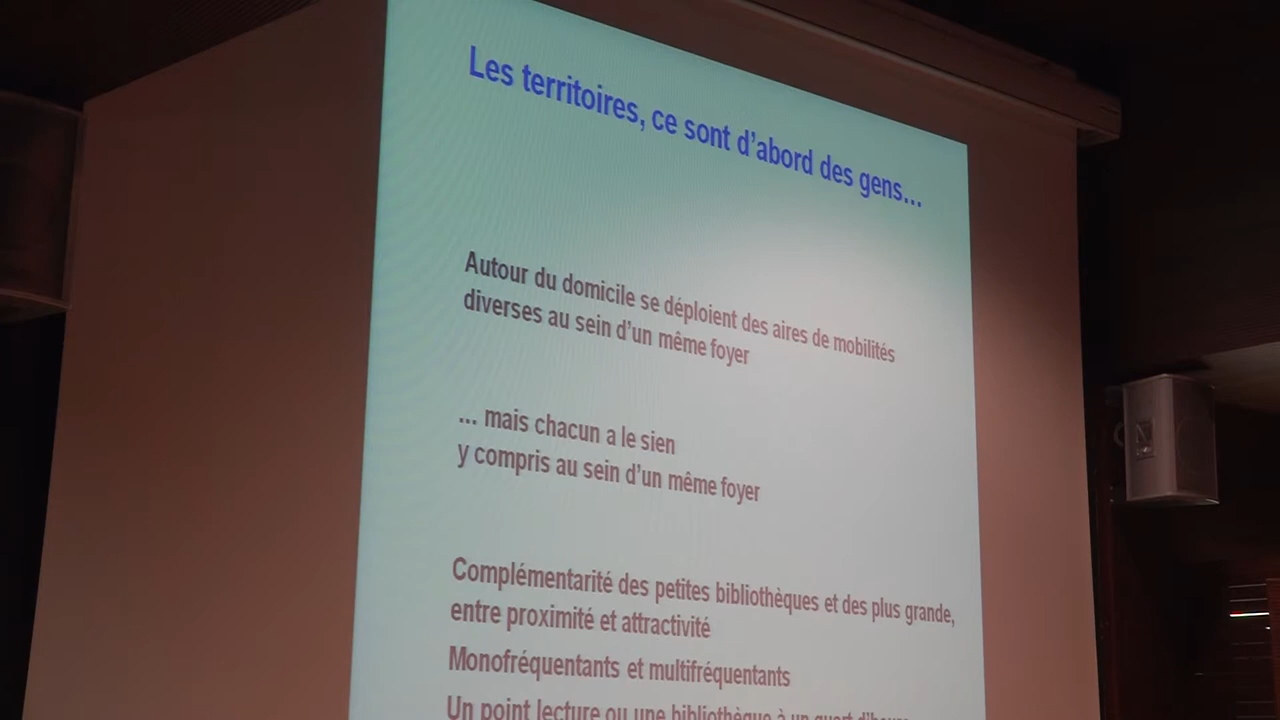 Les territoires, ce sont d’abord des gens...
Autour du domicile se déploient des aires de mobilités
diverses au sein d’un même foyer
... mais chacun a le sien
y compris au sein d’un même foyer
Complémentarité des petites bibliothèques et des plus grande,
entre proximité et attractivité
Monofréquentants et multifréquentants
Un point lecture ou une bibliothèque à un quart d’heure